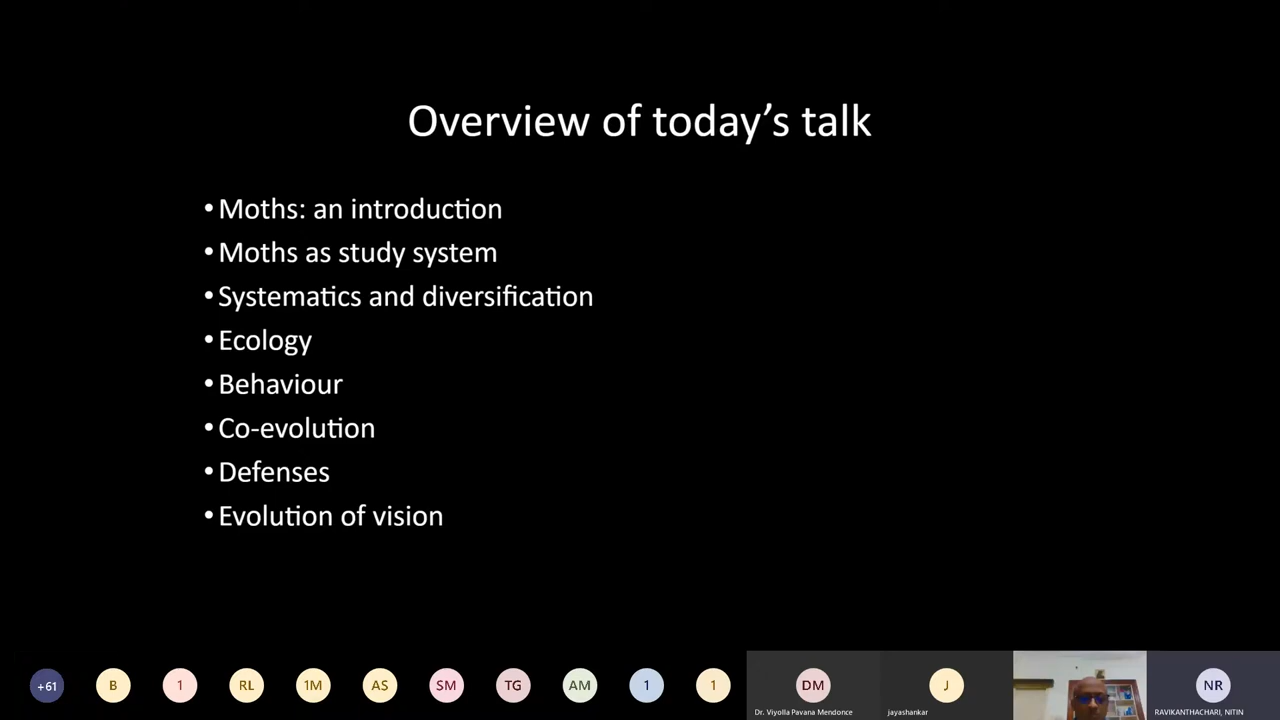 Overview of today's talk
• Moths: an introduction
• Moths as study system
• Systematics and diversification
• Ecology
• Behaviour
• Co-evolution
• Defenses
• Evolution of vision
+61 B 1 RL 1M AS SM TG AM 1 1 DM J NR
Dr. Viyolla Pavana Mendonce jayashankar RAVIKANTHACHARI, NITIN